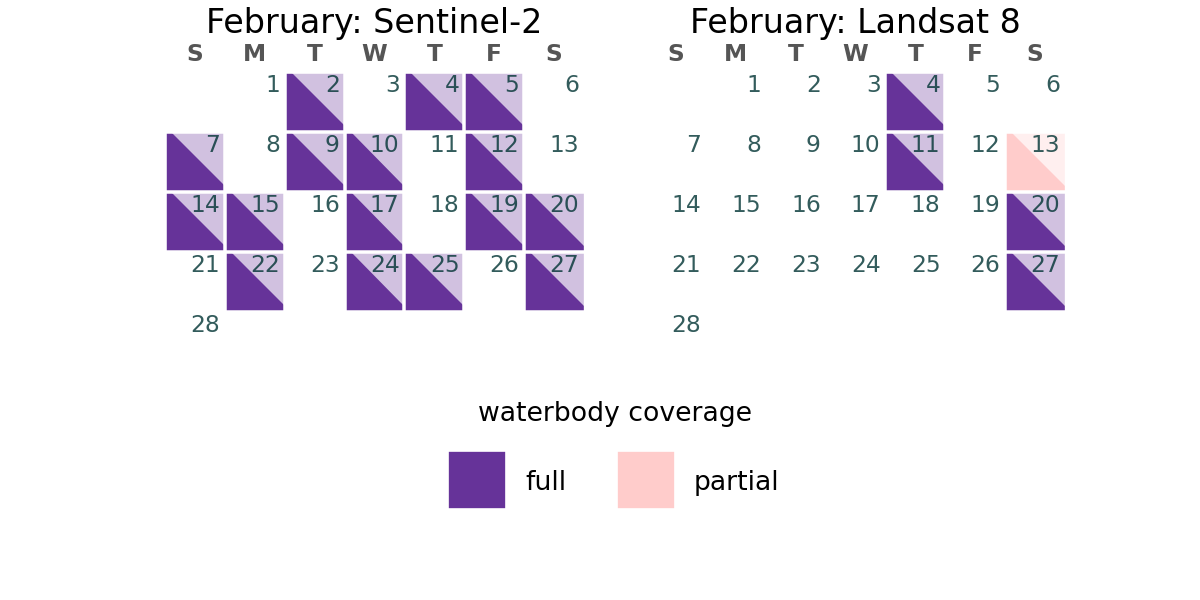 February: Sentinel-2
S M T W T F S
1 2 3 4 5 6
7 8 9 10 11 12 13
14 15 16 17 18 19 20
21 22 23 24 25 26 27
28
February: Landsat 8
S M T W T F S
1 2 3 4 5 6
7 8 9 10 11 12 13
14 15 16 17 18 19 20
21 22 23 24 25 26 27
28
waterbody coverage
full
partial